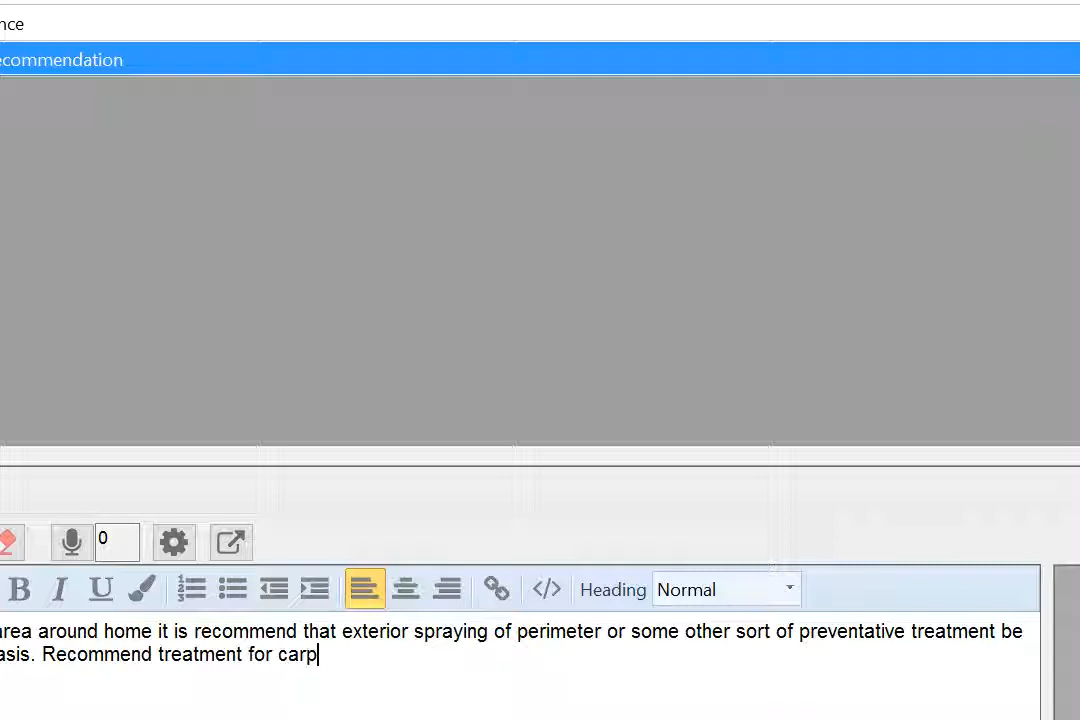 nce
ecommendation
0
B I U </> Heading Normal
area around home it is recommend that exterior spraying of perimeter or some other sort of preventative treatment be
asis. Recommend treatment for carp